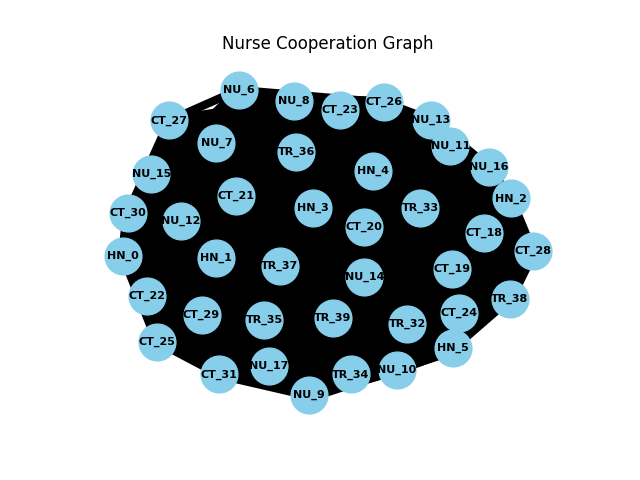 Nurse Cooperation Graph
NU_6
NU_8
CT_26
CT_23
CT_27
NU_13
NU_7
NU_11
TR_36
NU_16
HN_4
NU_15
CT_21
HN_2
HN_3
TR_33
CT_30
NU_12
CT_20
CT_18
CT_28
HN_0
HN_1
TR_37
CT_19
NU_14
CT_22
TR_38
CT_24
CT_29
TR_39
TR_35
TR_32
CT_25
HN_5
NU_17
NU_10
CT_31
TR_34
NU_9